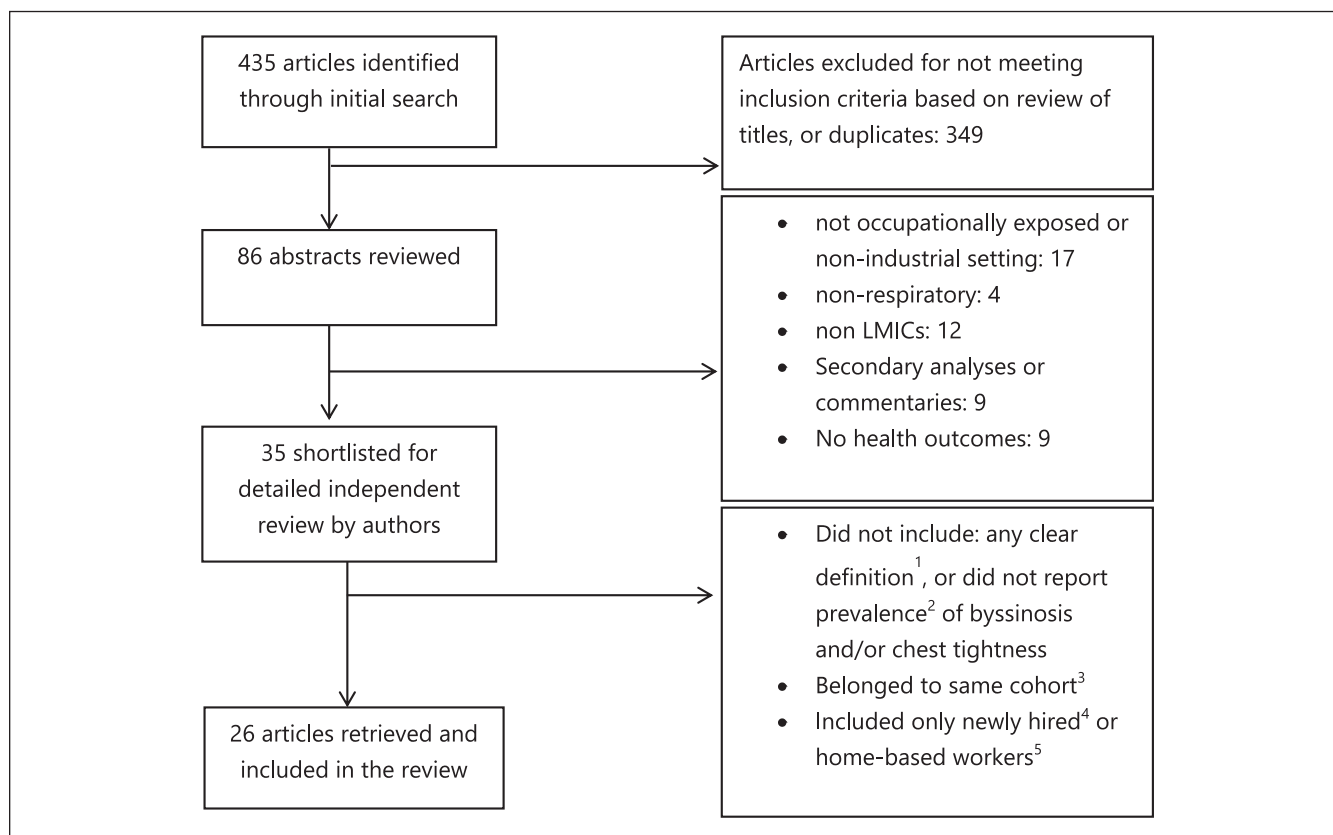 435 articles identified
through initial search
Articles excluded for not meeting
inclusion criteria based on review of
titles, or duplicates: 349
86 abstracts reviewed
• not occupationally exposed or
non-industrial setting: 17
• non-respiratory: 4
• non LMICs: 12
• Secondary analyses or
commentaries: 9
• No health outcomes: 9
35 shortlisted for
detailed independent
review by authors
• Did not include: any clear
definition¹, or did not report
prevalence² of byssinosis
and/or chest tightness
• Belonged to same cohort³
• Included only newly hired⁴ or
home-based workers⁵
26 articles retrieved and
included in the review